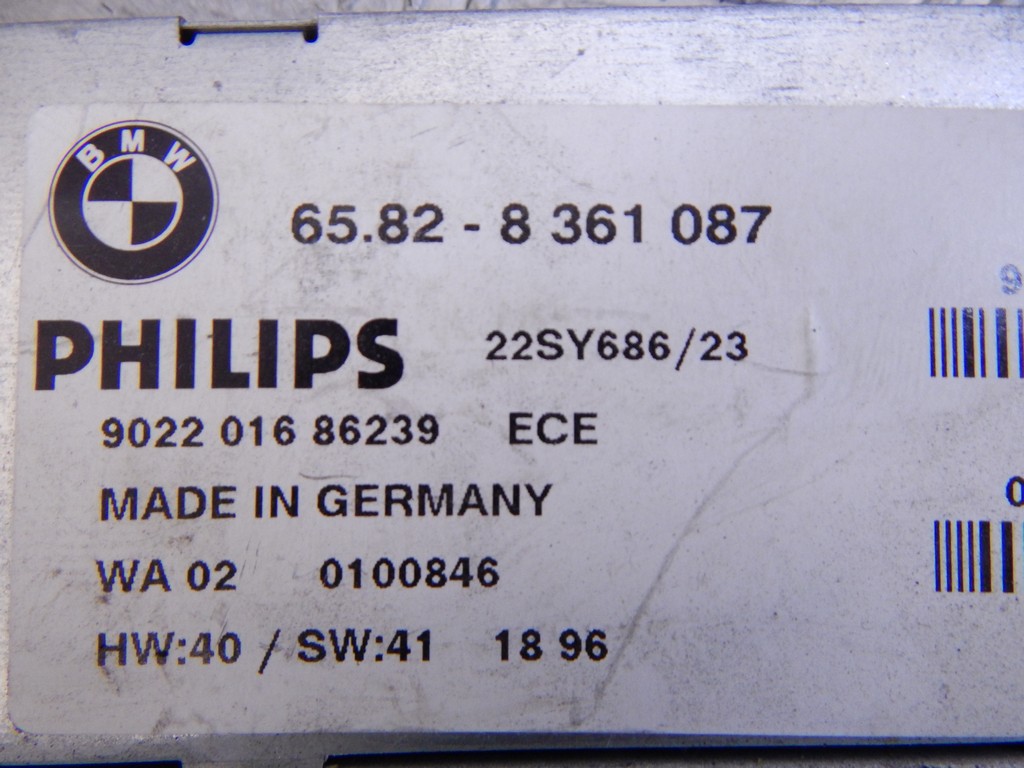 BMW
65.82 - 8 361 087
PHILIPS 22SY686/23
9022 016 86239 ECE
MADE IN GERMANY
WA 02 0100846
HW:40 / SW:41 18 96